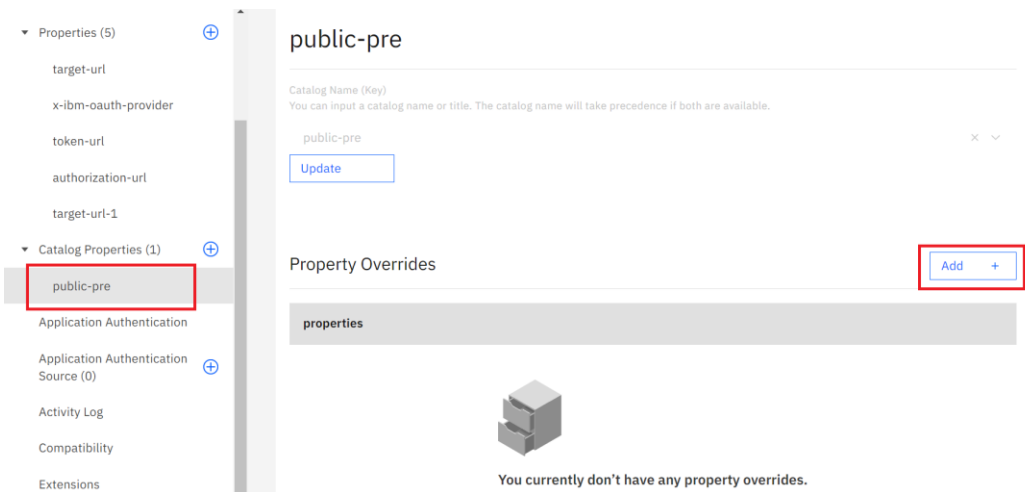 Properties (5)
target-url
x-ibm-oauth-provider
token-url
authorization-url
target-url-1
Catalog Properties (1)
public-pre
Application Authentication
Application Authentication
Source (0)
Activity Log
Compatibility
Extensions
public-pre
Catalog Name (Key)
You can input a catalog name or title. The catalog name will take precedence if both are available.
public-pre
Update
Property Overrides
Add +
properties
You currently don't have any property overrides.